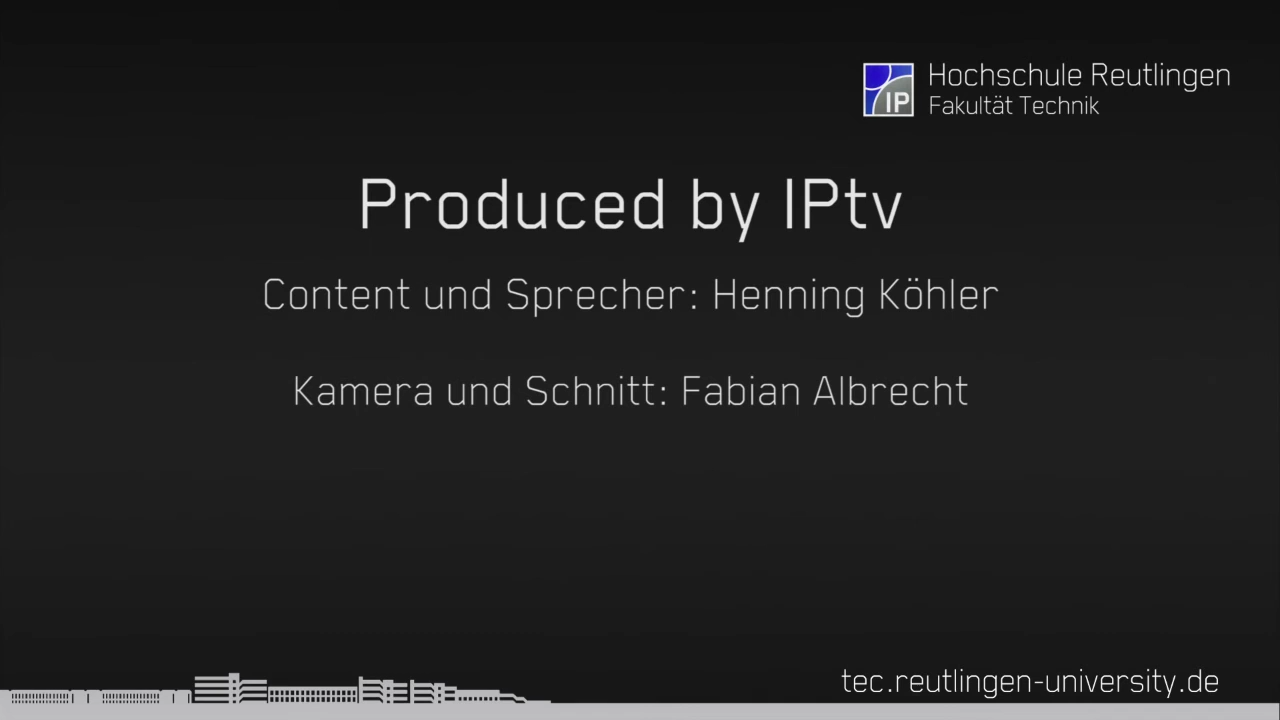 IP
Hochschule Reutlingen
Fakultät Technik
Produced by IPtv
Content und Sprecher: Henning Köhler
Kamera und Schnitt: Fabian Albrecht
tec.reutlingen-university.de